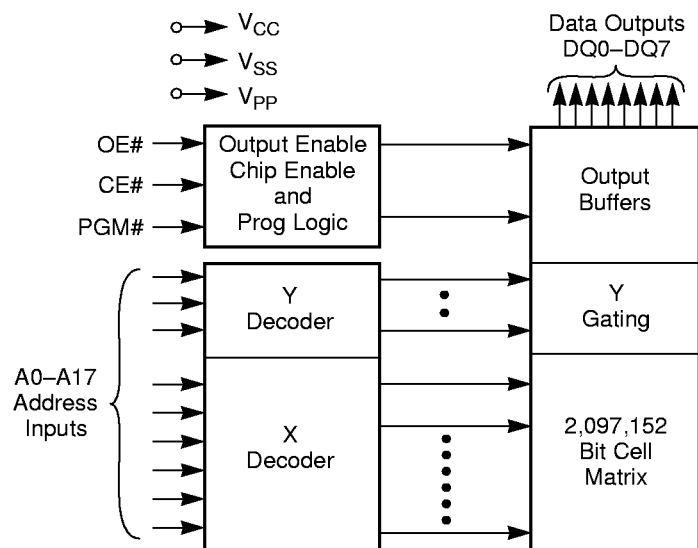 V_CC
V_SS
V_PP
Data Outputs
DQ0–DQ7
OE#
CE#
PGM#
Output Enable
Chip Enable
and
Prog Logic
Output
Buffers
Y
Decoder
Y
Gating
A0–A17
Address
Inputs
X
Decoder
2,097,152
Bit Cell
Matrix